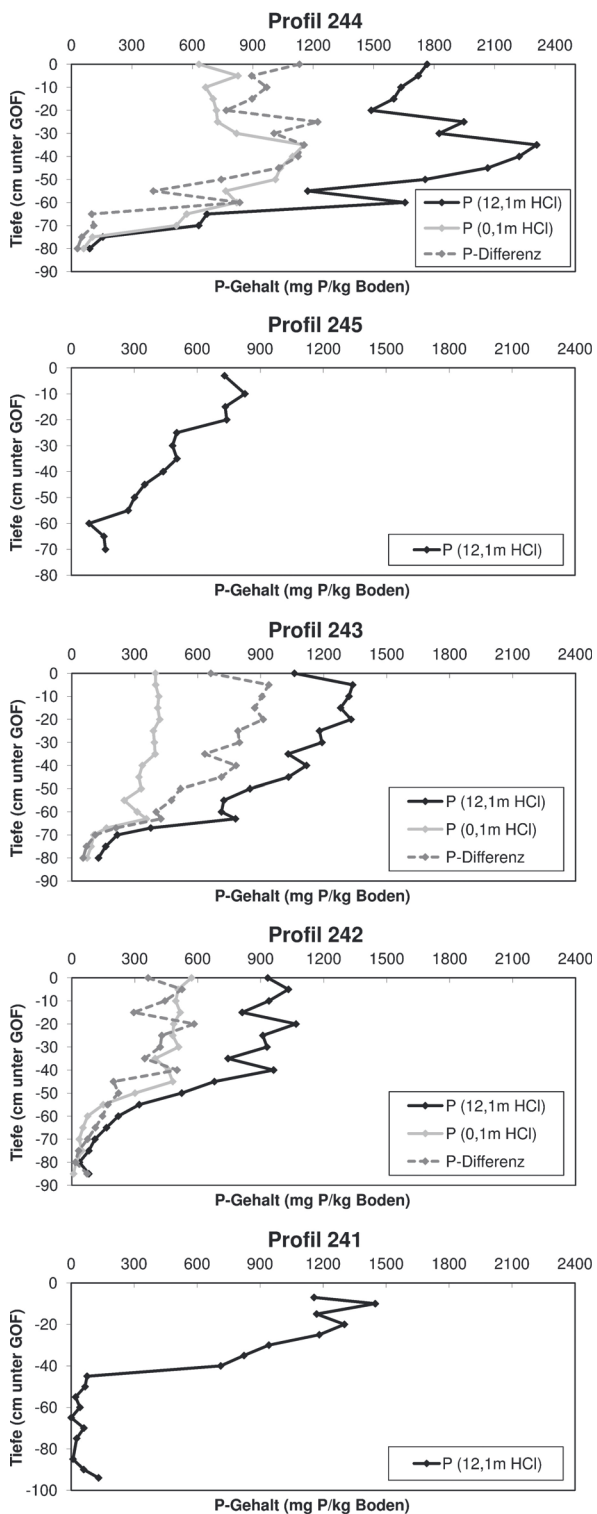 Profil 244
0 300 600 900 1200 1500 1800 2100 2400
0
-10
-20
-30
-40
-50
-60
-70
-80
-90
Tiefe (cm unter GOF)
P (12,1m HCl)
P (0,1m HCl)
P-Differenz
P-Gehalt (mg P/kg Boden)
Profil 245
0 300 600 900 1200 1500 1800 2100 2400
0
-10
-20
-30
-40
-50
-60
-70
-80
Tiefe (cm unter GOF)
P (12,1m HCl)
P-Gehalt (mg P/kg Boden)
Profil 243
0 300 600 900 1200 1500 1800 2100 2400
0
-10
-20
-30
-40
-50
-60
-70
-80
-90
Tiefe (cm unter GOF)
P (12,1m HCl)
P (0,1m HCl)
P-Differenz
P-Gehalt (mg P/kg Boden)
Profil 242
0 300 600 900 1200 1500 1800 2100 2400
0
-10
-20
-30
-40
-50
-60
-70
-80
-90
Tiefe (cm unter GOF)
P (12,1m HCl)
P (0,1m HCl)
P-Differenz
P-Gehalt (mg P/kg Boden)
Profil 241
0 300 600 900 1200 1500 1800 2100 2400
0
-20
-40
-60
-80
-100
Tiefe (cm unter GOF)
P (12,1m HCl)
P-Gehalt (mg P/kg Boden)